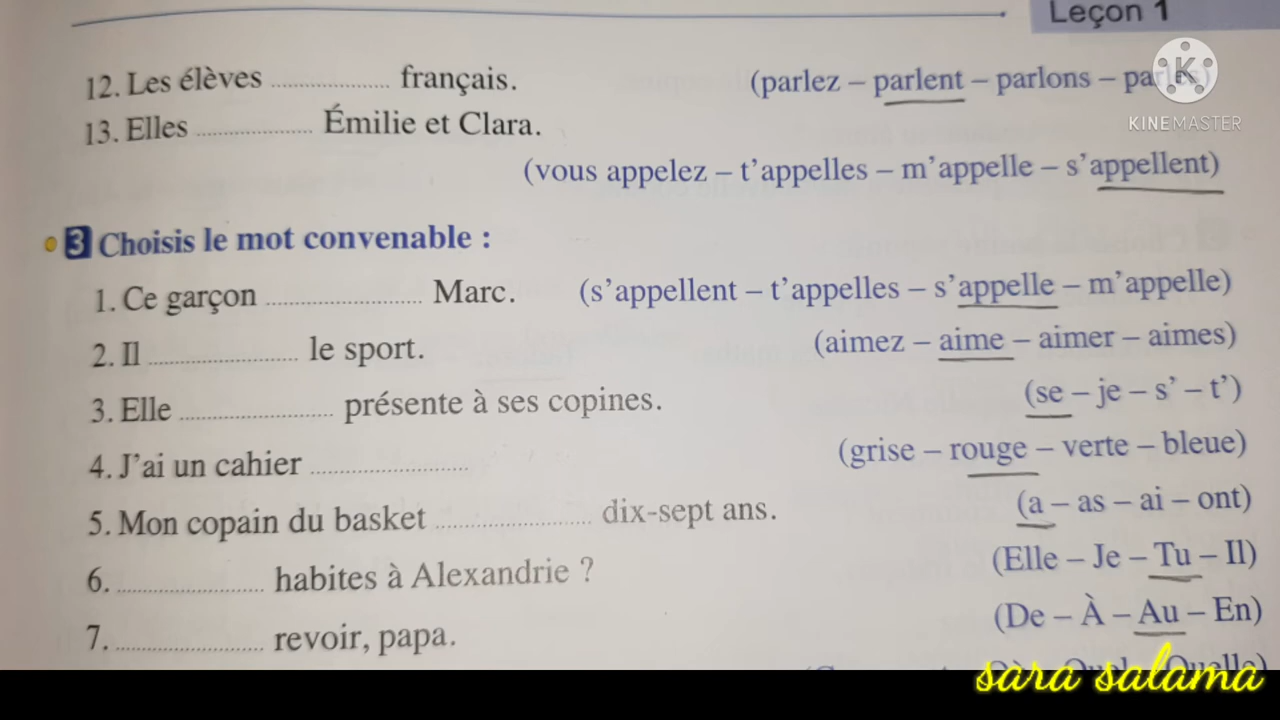 Leçon 1
12. Les élèves .................... français. (parlez – parlent – parlons – parles)
KINEMASTER
13. Elles .................... Émilie et Clara.
(vous appelez – t'appelles – m'appelle – s'appellent)
3 Choisis le mot convenable :
1. Ce garçon .................... Marc. (s'appellent – t'appelles – s'appelle – m'appelle)
2. Il .................... le sport. (aimez – aime – aimer – aimes)
3. Elle .................... présente à ses copines. (se – je – s' – t')
4. J'ai un cahier .................... (grise – rouge – verte – bleue)
5. Mon copain du basket .................... dix-sept ans. (a – as – ai – ont)
6. .................... habites à Alexandrie ? (Elle – Je – Tu – Il)
7. .................... revoir, papa. (De – À – Au – En)
sara salama